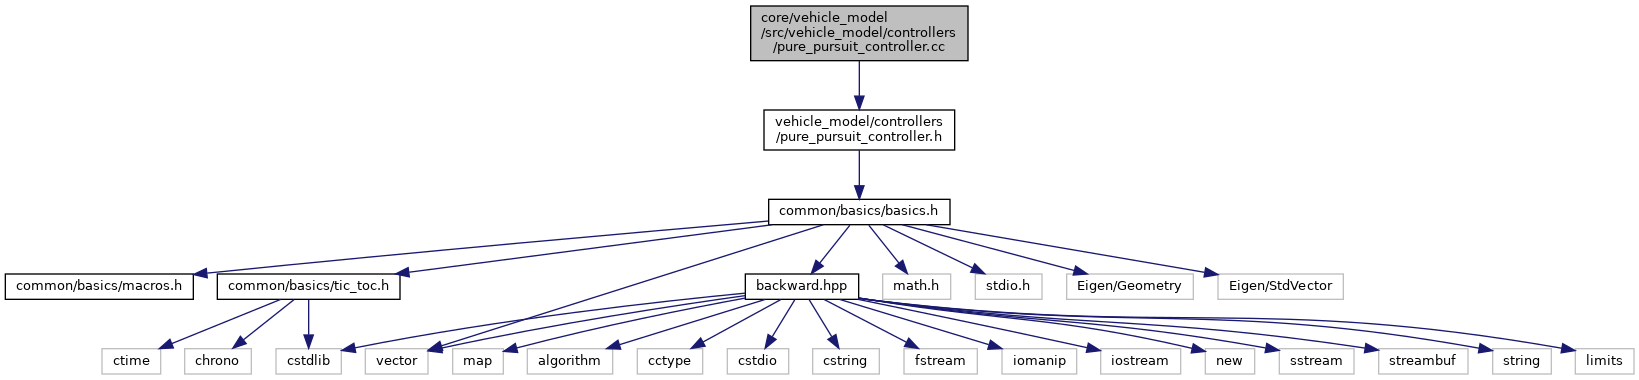 core/vehicle_model
/src/vehicle_model/controllers
/pure_pursuit_controller.cc
vehicle_model/controllers
/pure_pursuit_controller.h
common/basics/basics.h
common/basics/macros.h
common/basics/tic_toc.h
backward.hpp
math.h
stdio.h
Eigen/Geometry
Eigen/StdVector
ctime
chrono
cstdlib
vector
map
algorithm
cctype
cstdio
cstring
fstream
iomanip
iostream
new
sstream
streambuf
string
limits